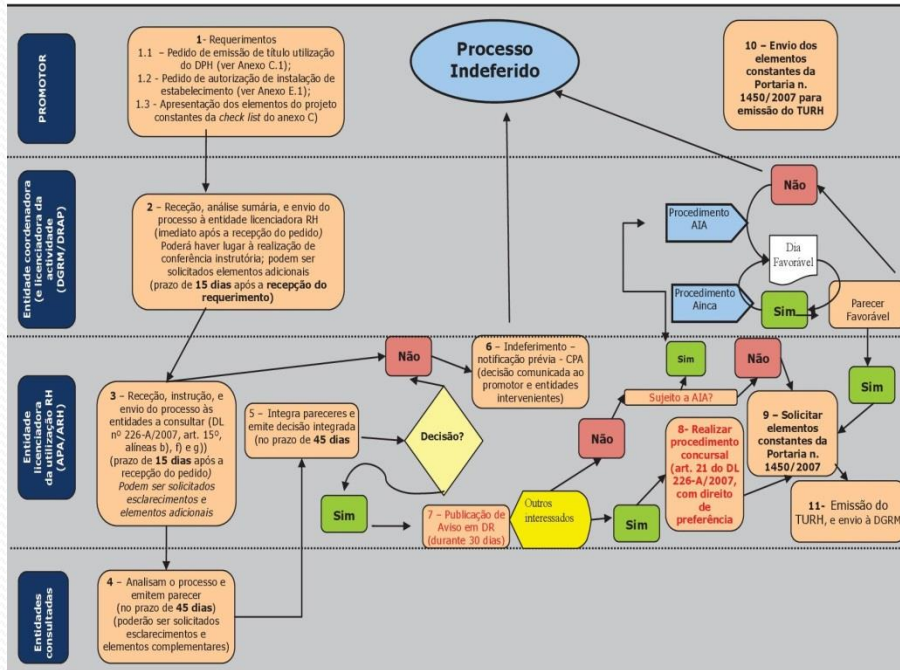 PROMOTOR
1- Requerimentos
1.1 – Pedido de emissão de título utilização
do DPH (ver Anexo C.1);
1.2 - Pedido de autorização de instalação de
estabelecimento (ver Anexo E.1);
1.3 – Apresentação dos elementos do projeto
constantes da check list do anexo C)
Processo
Indeferido
10 – Envio dos
elementos
constantes da
Portaria n.
1450/2007 para
emissão do TURH
Entidade coordenadora
(e licenciadora da
actividade
(DGRM/DRAP)
2 – Receção, análise sumária, e envio do
processo à entidade licenciadora RH
(imediato após a recepção do pedido)
Poderá haver lugar à realização de
conferência instrutória; podem ser
solicitados elementos adicionais
(prazo de 15 dias após a recepção do
requerimento)
Não
Procedimento
AIA
Dia
Favorável
Procedimento
Ainca
Sim
Parecer
Favorável
Entidade
licenciadora
da utilização RH
(APA/ARH)
3 – Receção, instrução, e
envio do processo às
entidades a consultar (DL
nº 226-A/2007, art. 15º,
alíneas b), f) e g))
(prazo de 15 dias após a
recepção do pedido)
Podem ser solicitados
esclarecimentos e
elementos adicionais
5 – Integra pareceres e
emite decisão integrada
(no prazo de 45 dias)
Não
6 – Indeferimento –
notificação prévia - CPA
(decisão comunicada ao
promotor e entidades
intervenientes)
Decisão?
Sim
7 – Publicação de
Aviso em DR
(durante 30 dias)
Outros
interessados
Não
Sim
Sujeito a AIA?
Sim
Não
8- Realizar
procedimento
concursal
(art. 21 do DL
226-A/2007,
com direito
de
preferência)
9 – Solicitar
elementos
constantes da
Portaria n.
1450/2007
Sim
11- Emissão do
TURH, e envio à DGRM
Entidades
consultadas
4 – Analisam o processo e
emitem parecer
(no prazo de 45 dias)
(poderão ser solicitados
esclarecimentos e
elementos complementares)